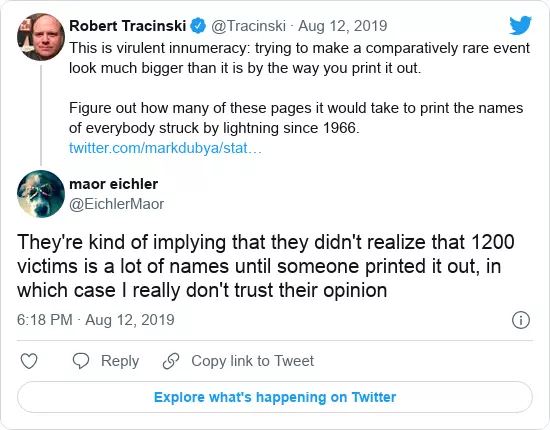 Robert Tracinski @Tracinski · Aug 12, 2019
This is virulent innumeracy: trying to make a comparatively rare event
look much bigger than it is by the way you print it out.
Figure out how many of these pages it would take to print the names
of everybody struck by lightning since 1966.
twitter.com/markdubya/stat…
maor eichler
@EichlerMaor
They're kind of implying that they didn't realize that 1200
victims is a lot of names until someone printed it out, in
which case I really don't trust their opinion
6:18 PM · Aug 12, 2019
Reply
Copy link to Tweet
Explore what's happening on Twitter